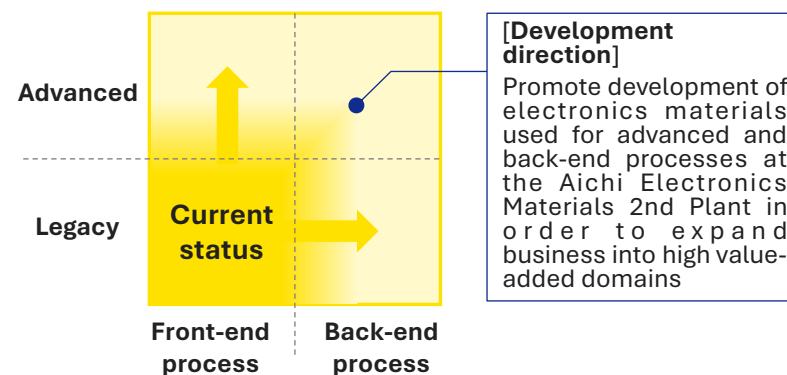 Advanced
Legacy
Current
status
Front-end
process
Back-end
process
[Development
direction]
Promote development of
electronics materials
used for advanced and
back-end processes at
the Aichi Electronics
Materials 2nd Plant in
order to expand
business into high value-
added domains